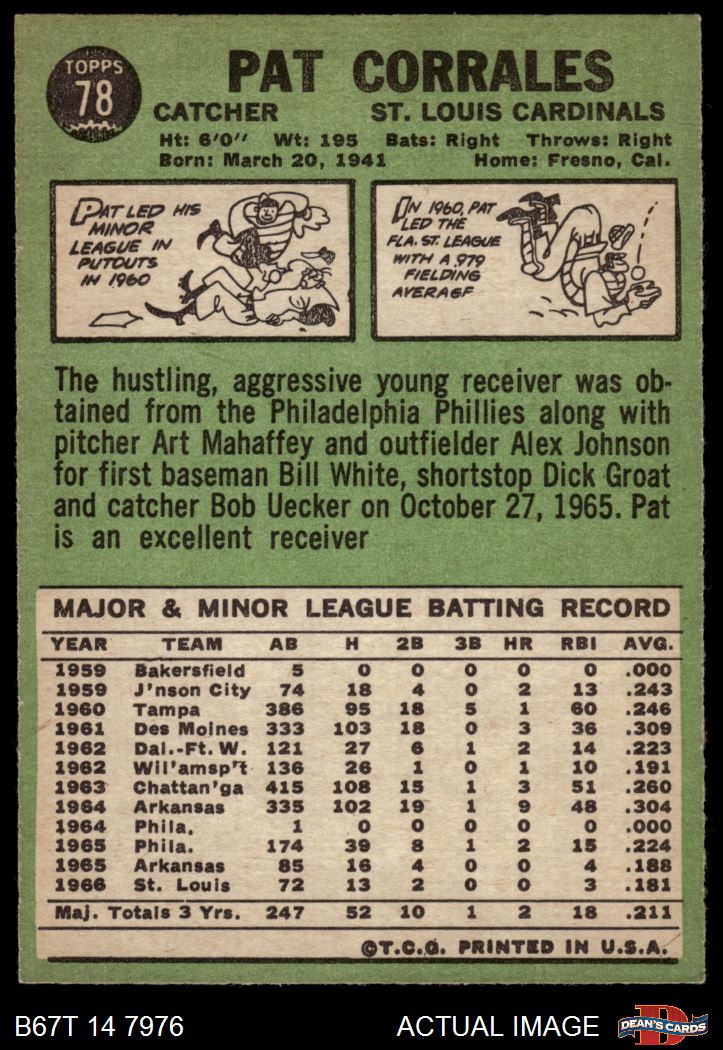 TOPPS
78
PAT CORRALES
CATCHER ST. LOUIS CARDINALS
Ht: 6'0" Wt: 195 Bats: Right Throws: Right
Born: March 20, 1941 Home: Fresno, Cal.
PAT LED HIS
MINOR
LEAGUE IN
PUTOUTS
IN 1960
IN 1960, PAT
LED THE
FLA. ST. LEAGUE
WITH A .979
FIELDING
AVERAGE
The hustling, aggressive young receiver was ob-
tained from the Philadelphia Phillies along with
pitcher Art Mahaffey and outfielder Alex Johnson
for first baseman Bill White, shortstop Dick Groat
and catcher Bob Uecker on October 27, 1965. Pat
is an excellent receiver
MAJOR & MINOR LEAGUE BATTING RECORD
YEAR TEAM AB H 2B 3B HR RBI AVG.
1959 Bakersfield 5 0 0 0 0 0 .000
1959 J'nson City 74 18 4 0 2 13 .243
1960 Tampa 386 95 18 5 1 60 .246
1961 Des Moines 333 103 18 0 3 36 .309
1962 Dal.-Ft. W. 121 27 6 1 2 14 .223
1962 Wil'amsp't 136 26 1 0 1 10 .191
1963 Chattan'ga 415 108 15 1 3 51 .260
1964 Arkansas 335 102 19 1 9 48 .304
1964 Phila. 1 0 0 0 0 0 .000
1965 Phila. 174 39 8 1 2 15 .224
1965 Arkansas 85 16 4 0 0 4 .188
1966 St. Louis 72 13 2 0 0 3 .181
Maj. Totals 3 Yrs. 247 52 10 1 2 18 .211
©T.C.G. PRINTED IN U.S.A.
B67T 14 7976 ACTUAL IMAGE
D
DEAN'S CARDS